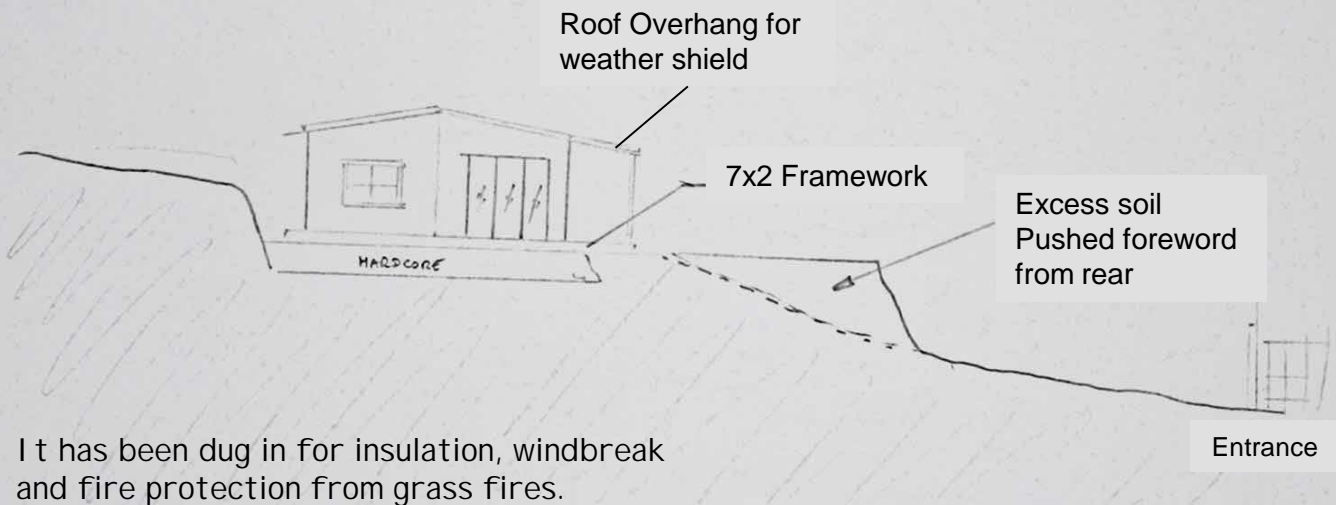 Roof Overhang for
weather shield
7x2 Framework
Excess soil
Pushed foreword
from rear
HARDCORE
Entrance
It has been dug in for insulation, windbreak
and fire protection from grass fires.